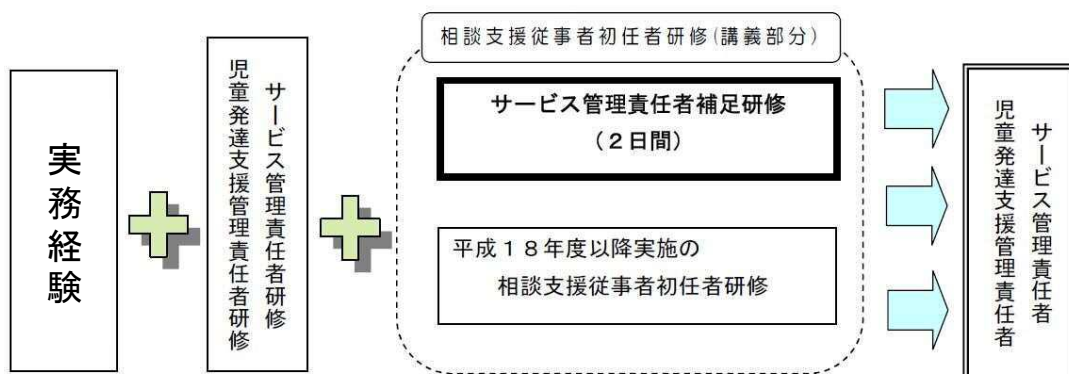 実務経験
サービス管理責任者研修
児童発達支援管理責任者研修
相談支援従事者初任者研修(講義部分)
サービス管理責任者補足研修
（２日間）
平成１８年度以降実施の
相談支援従事者初任者研修
サービス管理責任者
児童発達支援管理責任者